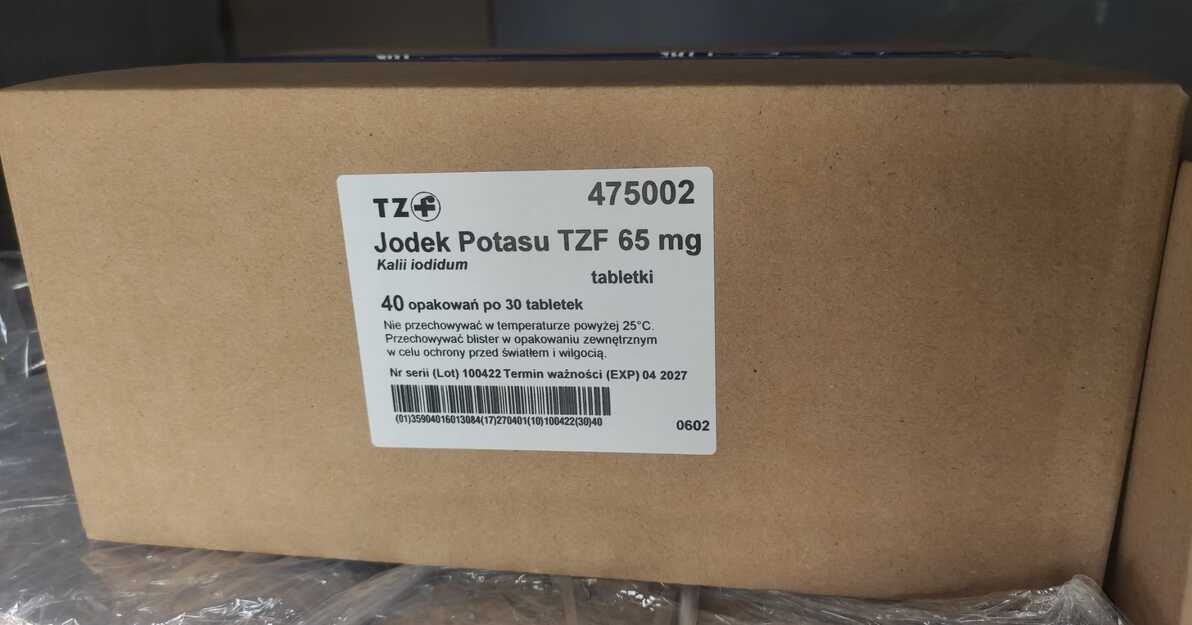 TZF
475002
Jodek Potasu TZF 65 mg
Kalii iodidum
tabletki
40 opakowań po 30 tabletek
Nie przechowywać w temperaturze powyżej 25°C.
Przechowywać blister w opakowaniu zewnętrznym
w celu ochrony przed światłem i wilgocią.
Nr serii (Lot) 100422 Termin ważności (EXP) 04 2027
(01)35904016013084(17)270401(10)100422(30)40
0602